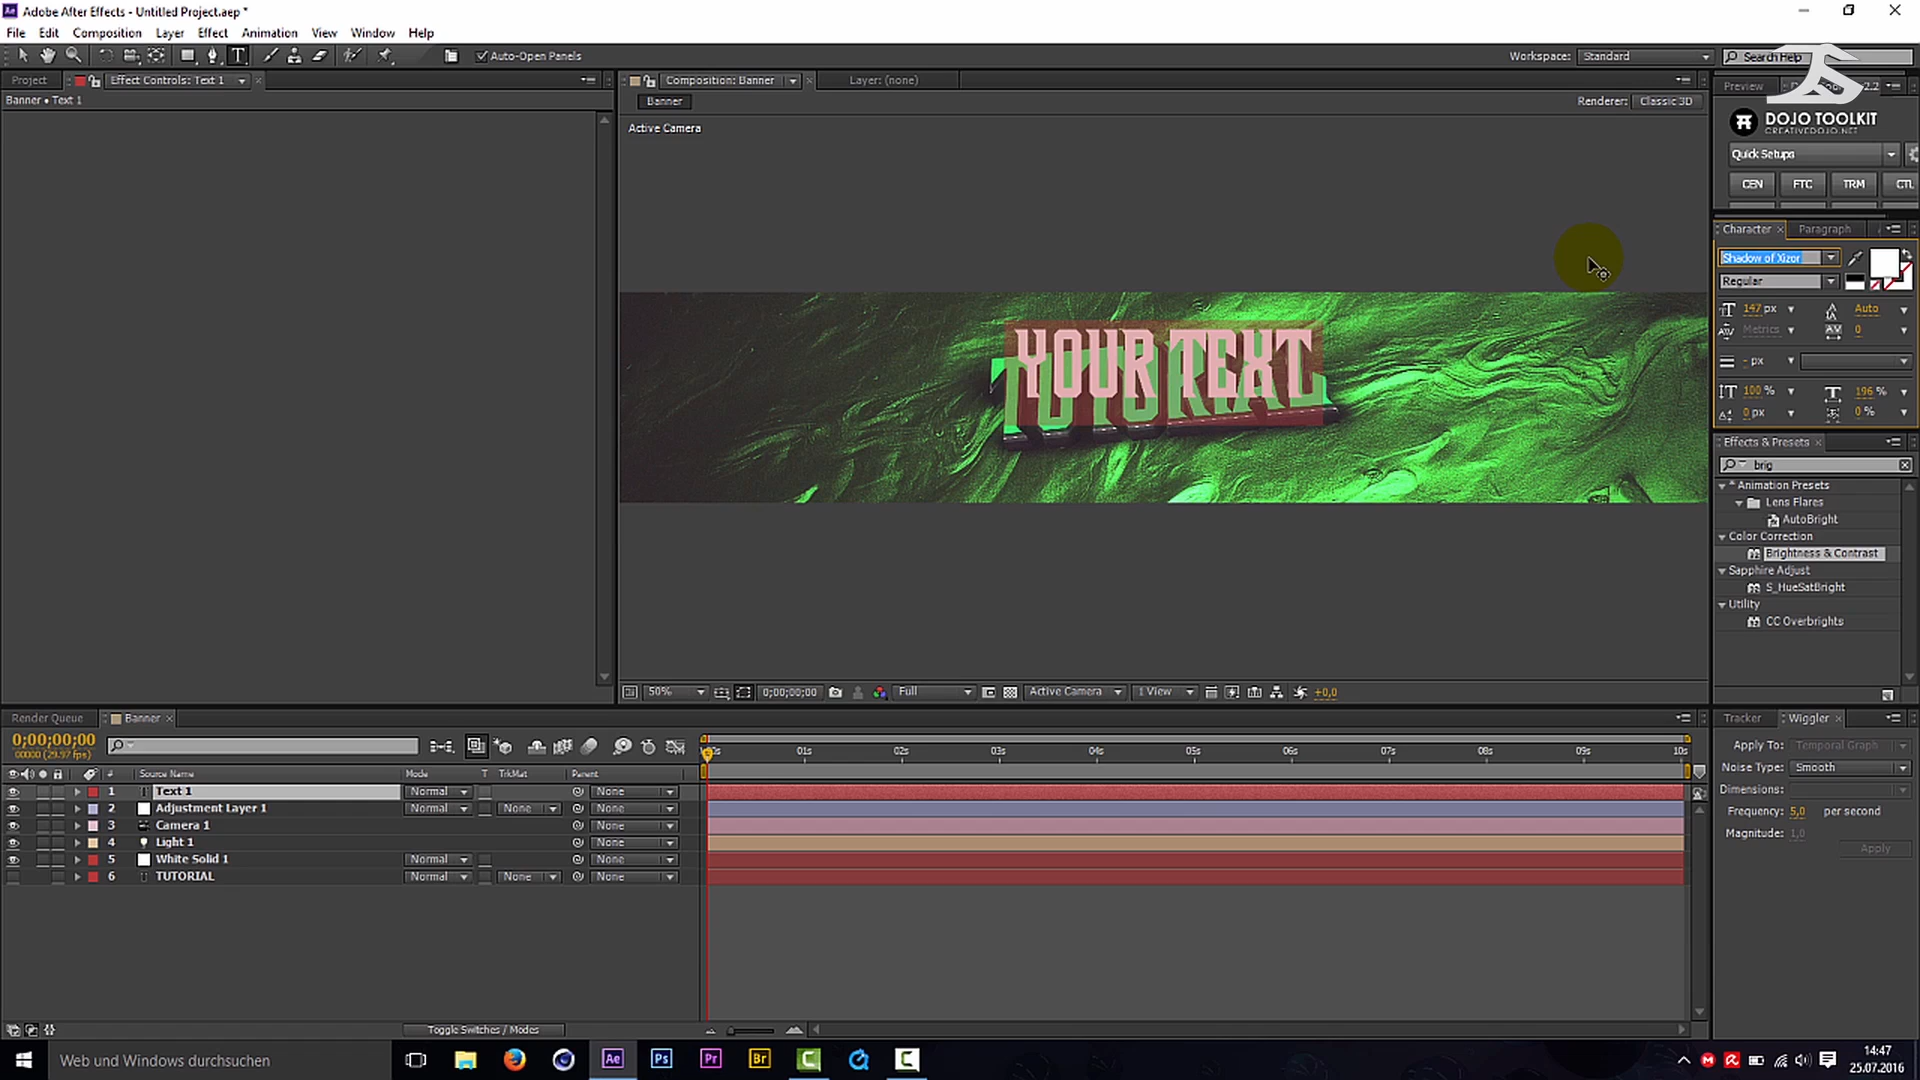 Adobe After Effects - Untitled Project.aep *
File Edit Composition Layer Effect Animation View Window Help
Auto-Open Panels
Workspace: Standard
Search Help
Project
Effect Controls: Text 1
Composition: Banner
Layer: (none)
Preview
2.2
Banner • Text 1
Banner
Renderer: Classic 3D
Active Camera
DOJO TOOLKIT
CREATIVEDOJO.NET
Quick Setups
CEN FTC TRM CTL
Character Paragraph
Shadow of Xizor
Regular
147 px Auto
Metrics 0
- px
100 % 196 %
0 px 0 %
YOUR TEXT
TUTORIAL
Effects & Presets
brig
* Animation Presets
Lens Flares
AutoBright
Color Correction
Brightness & Contrast
Sapphire Adjust
S_HueSatBright
Utility
CC Overbrights
50% 0;00;00;00 Full Active Camera 1 View +0,0
Render Queue Banner
Tracker Wiggler
0;00;00;00
00000 (29.97 fps)
01s 02s 03s 04s 05s 06s 07s 08s 09s 10s
# Source Name Mode T TrkMat Parent
1 Text 1 Normal None
2 Adjustment Layer 1 Normal None None
3 Camera 1 None
4 Light 1 None
5 White Solid 1 Normal None
6 TUTORIAL Normal None None
Apply To: Temporal Graph
Noise Type: Smooth
Dimensions:
Frequency: 5,0 per second
Magnitude: 1,0
Apply
Toggle Switches / Modes
Web und Windows durchsuchen
Ae Ps Pr Br
14:47
25.07.2016